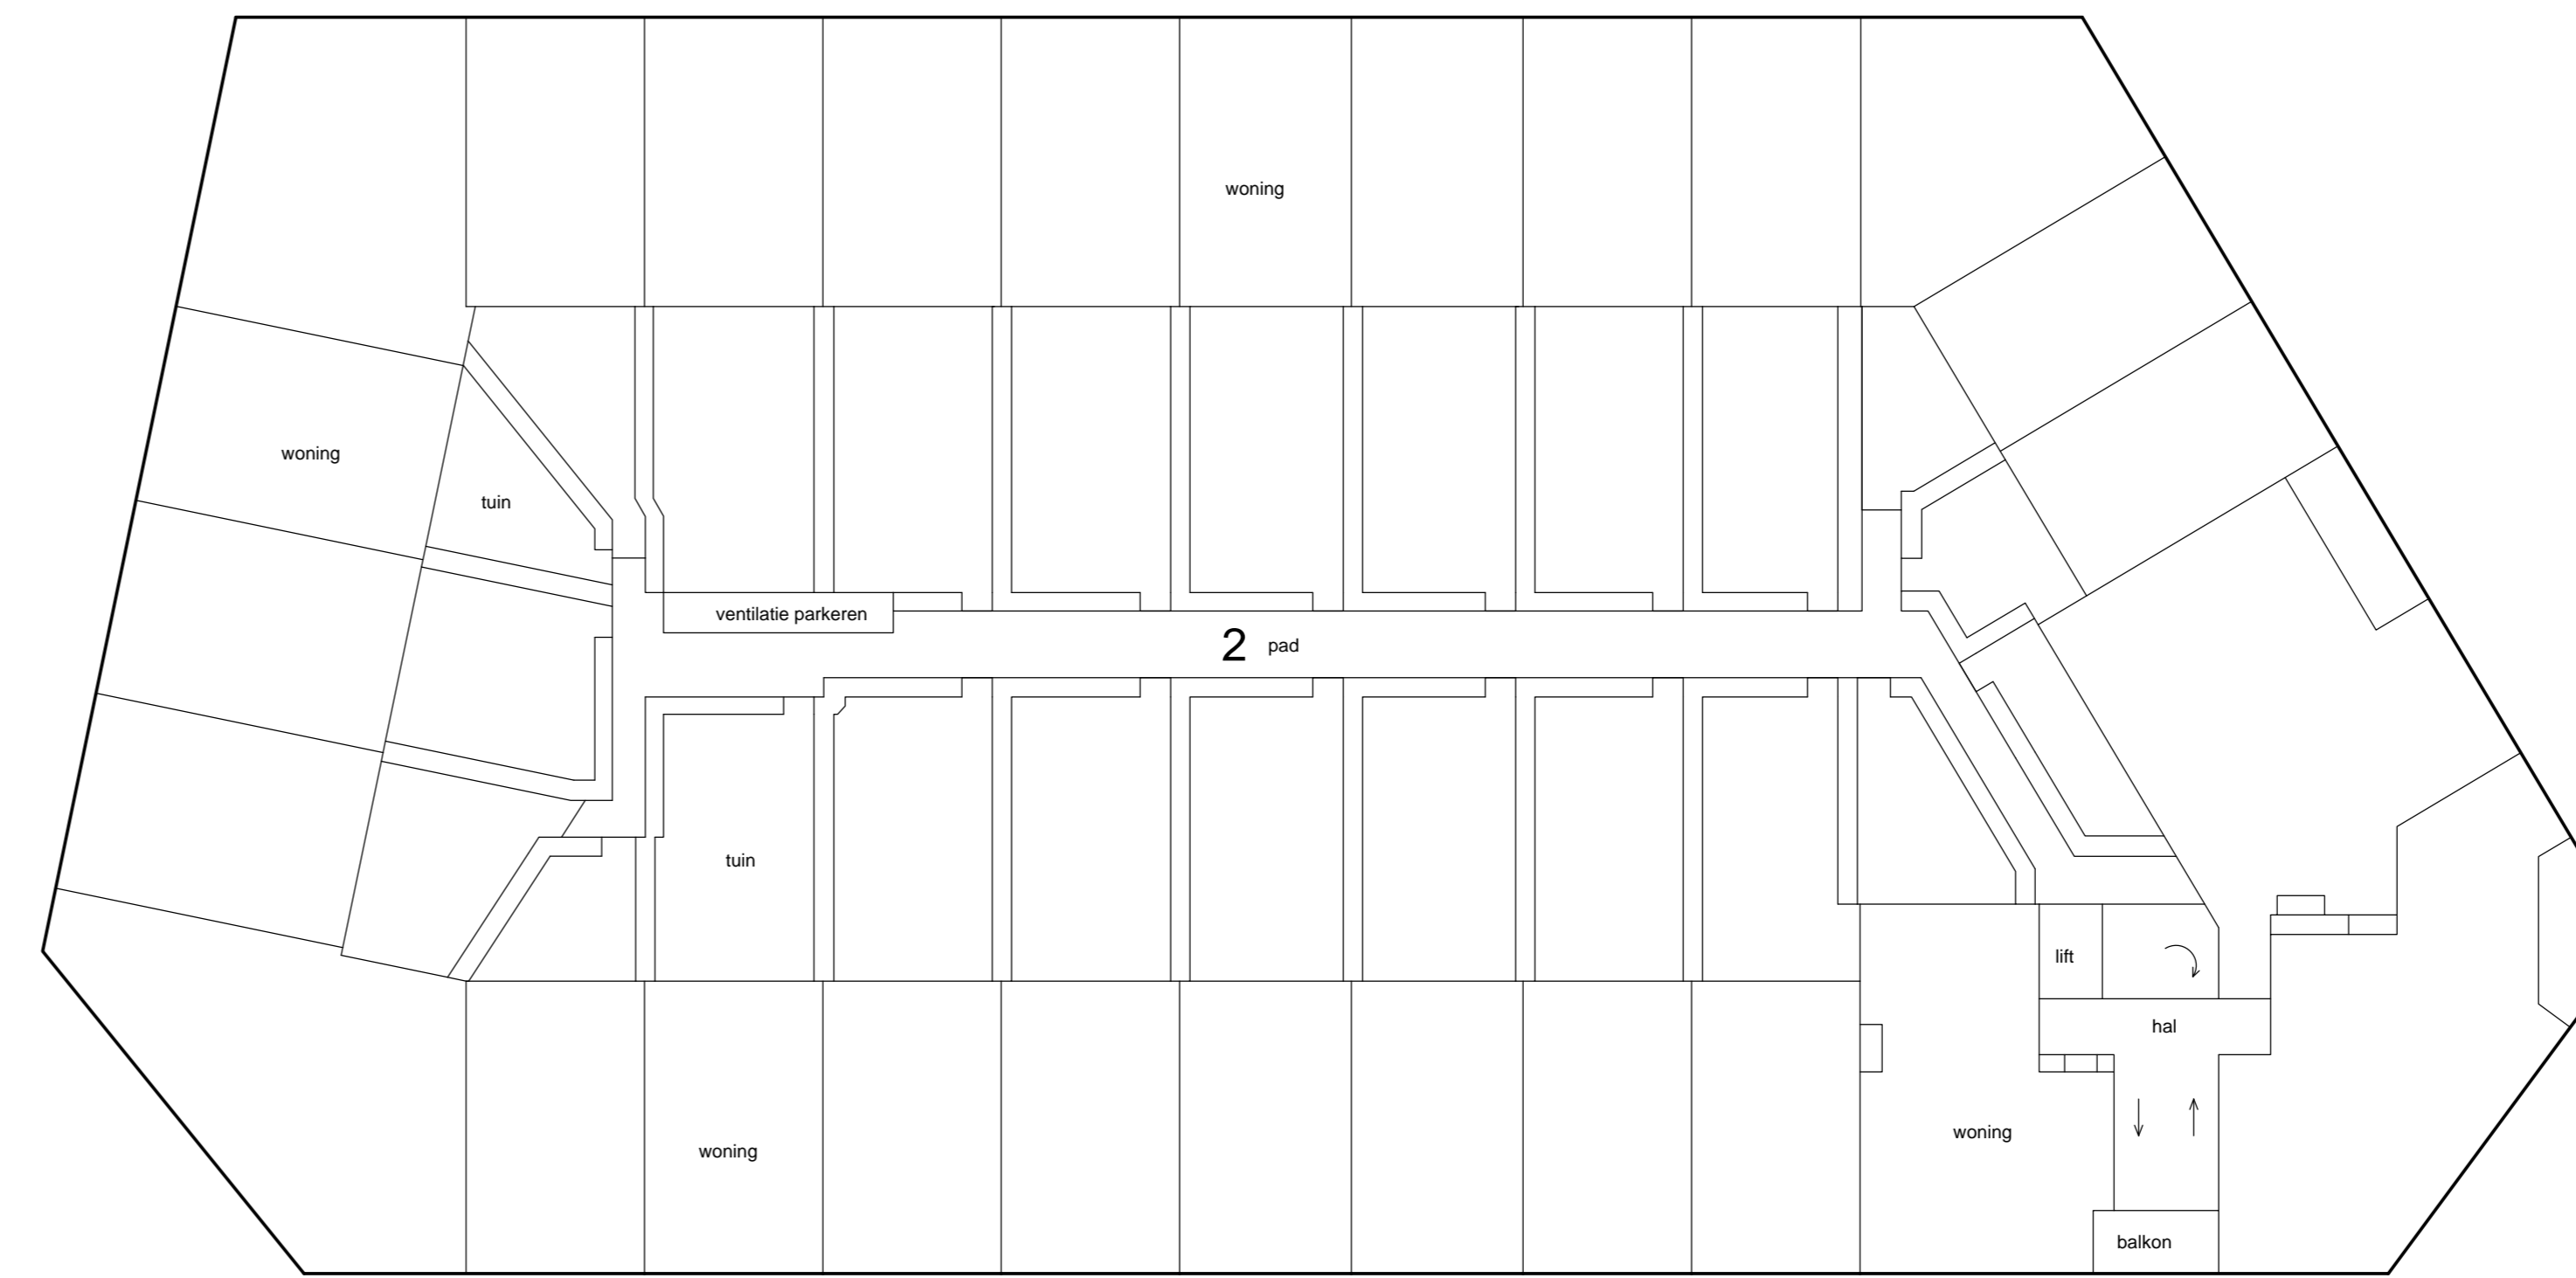 woning
woning
tuin
ventilatie parkeren
2 pad
tuin
lift
hal
woning
woning
balkon